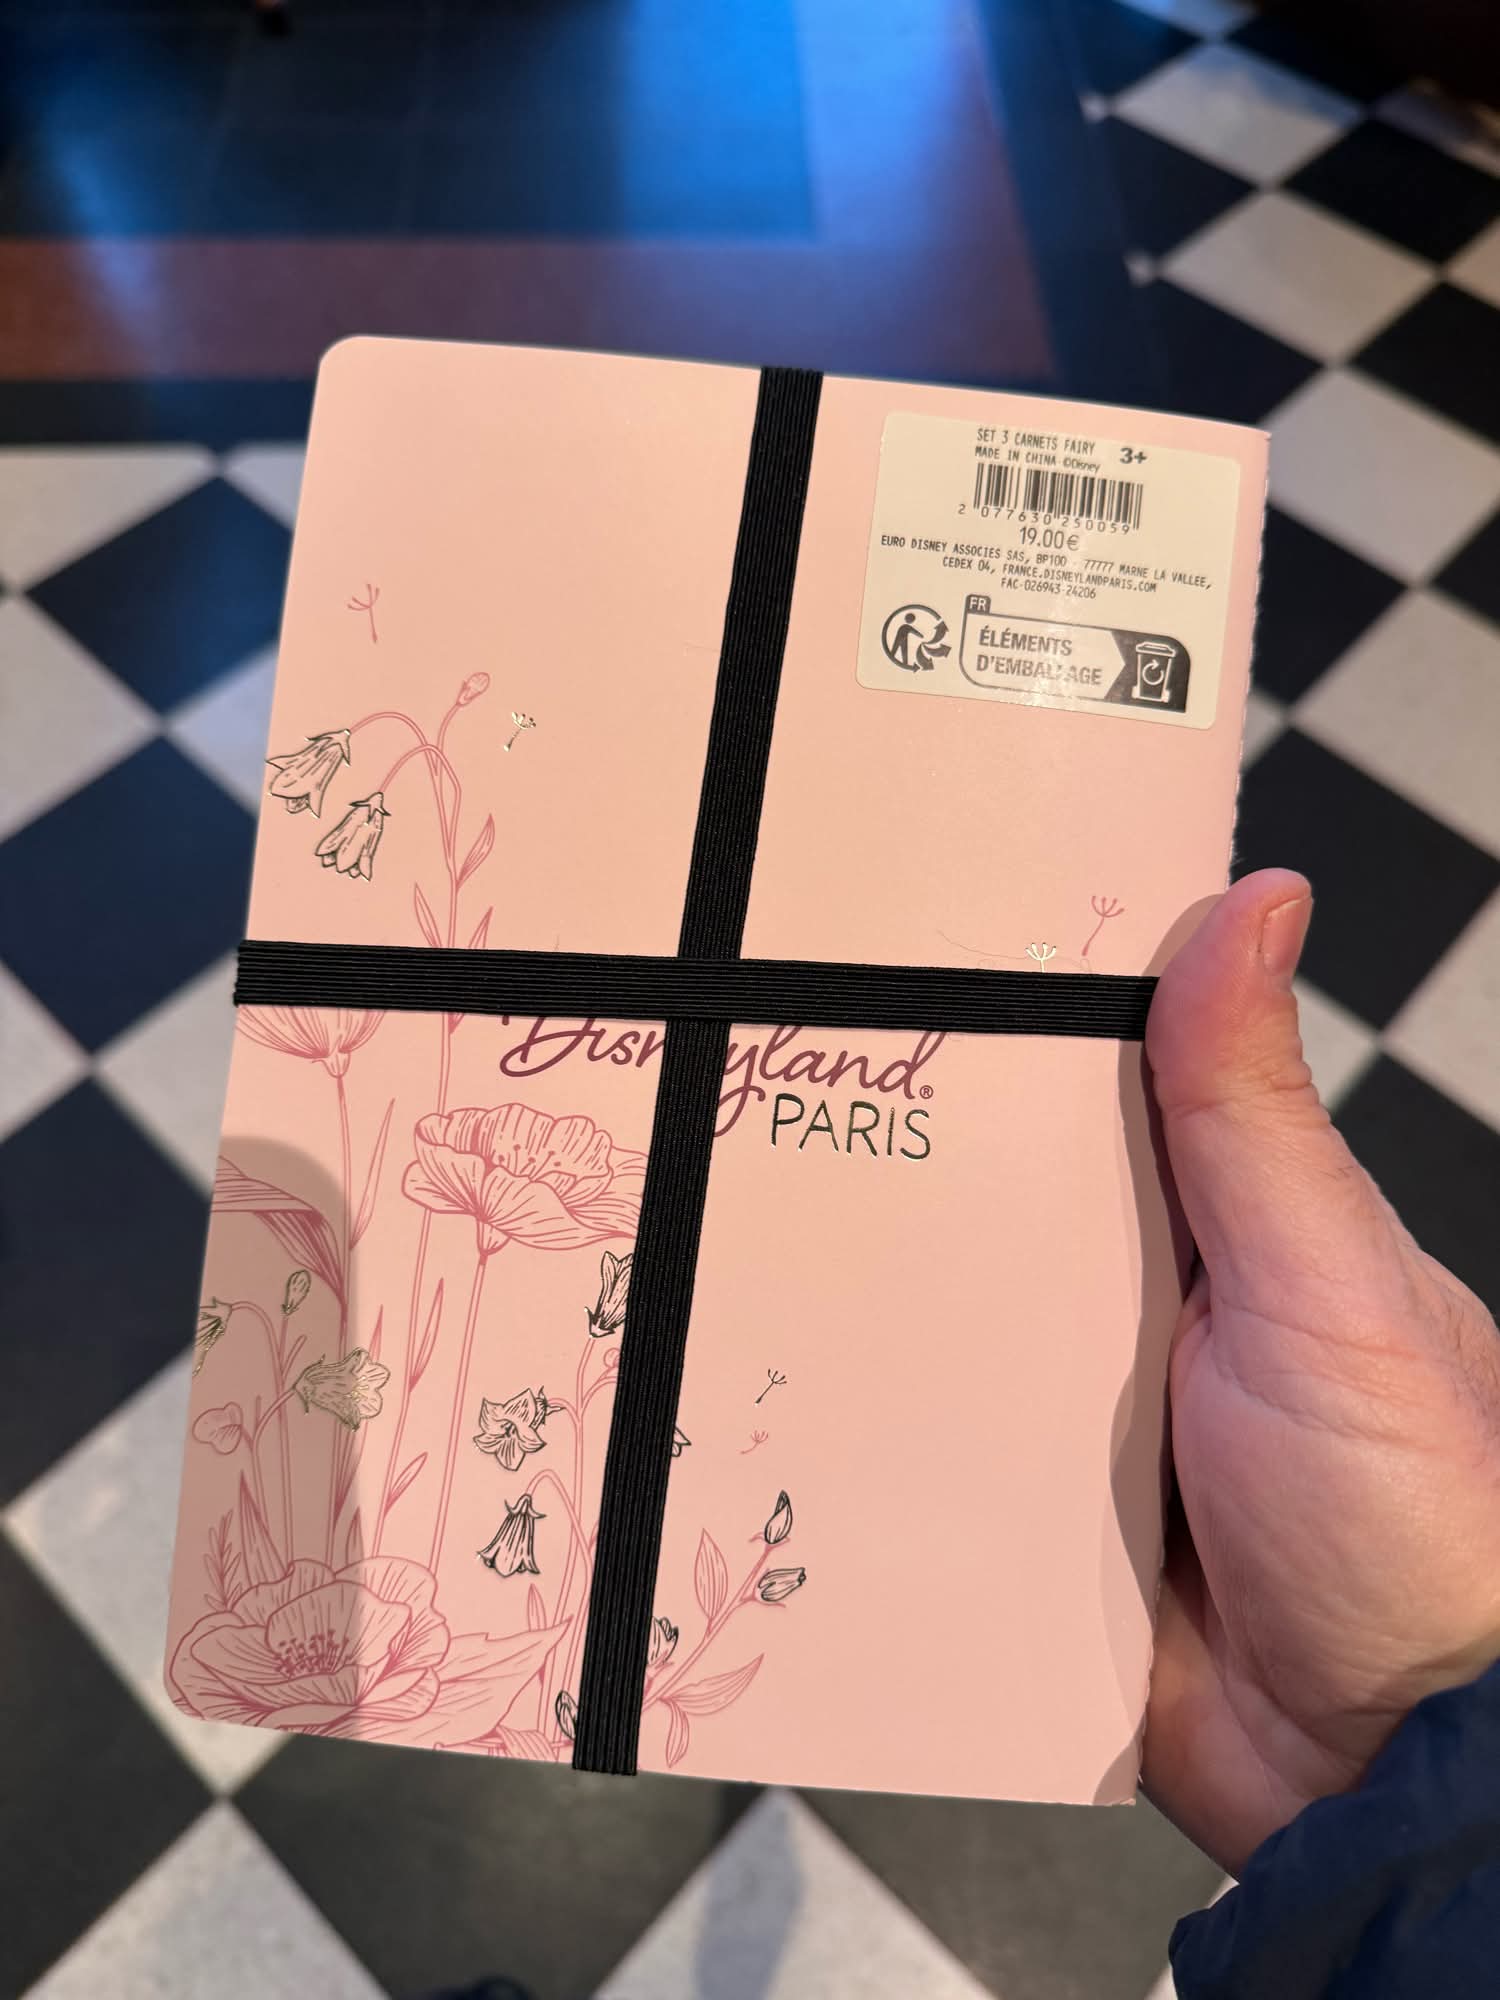 SET 3 CARNETS FAIRY 3+
MADE IN CHINA ©Disney
2 077630 250059
19.00€
EURO DISNEY ASSOCIES SAS, BP100 - 77777 MARNE LA VALLEE,
CEDEX 04, FRANCE.DISNEYLANDPARIS.COM
FAC-026943-24206
FR
ÉLÉMENTS
D'EMBALLAGE
Disneyland®
PARIS